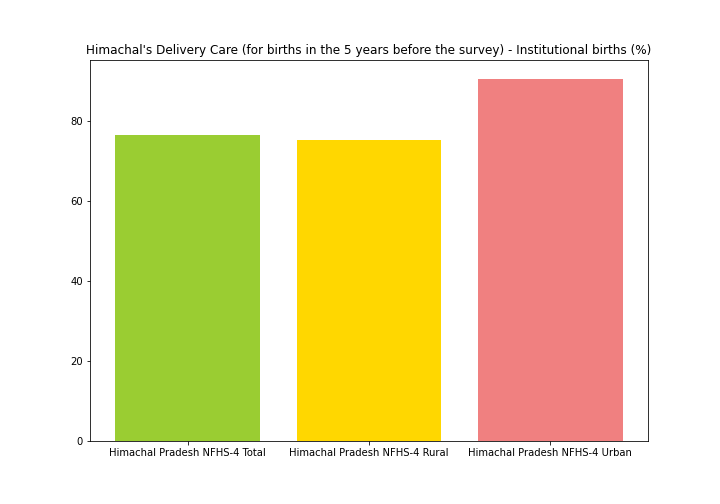 Himachal's Delivery Care (for births in the 5 years before the survey) - Institutional births (%)
80
60
40
20
0
Himachal Pradesh NFHS-4 Total
Himachal Pradesh NFHS-4 Rural
Himachal Pradesh NFHS-4 Urban